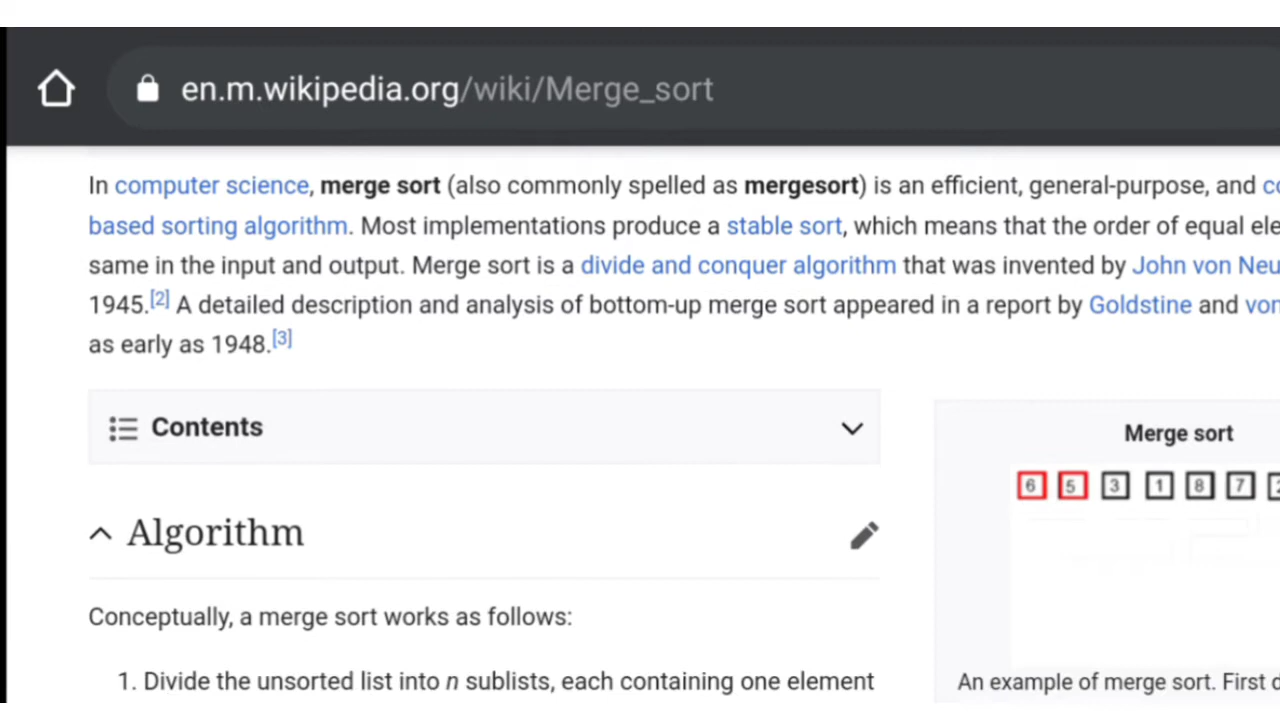 en.m.wikipedia.org/wiki/Merge_sort
In computer science, merge sort (also commonly spelled as mergesort) is an efficient, general-purpose, and
based sorting algorithm. Most implementations produce a stable sort, which means that the order of equal
same in the input and output. Merge sort is a divide and conquer algorithm that was invented by John von
1945.[2] A detailed description and analysis of bottom-up merge sort appeared in a report by Goldstine and
as early as 1948.[3]
Contents
Merge sort
6 5 3 1 8 7
Algorithm
Conceptually, a merge sort works as follows:
1. Divide the unsorted list into n sublists, each containing one element
An example of merge sort. First